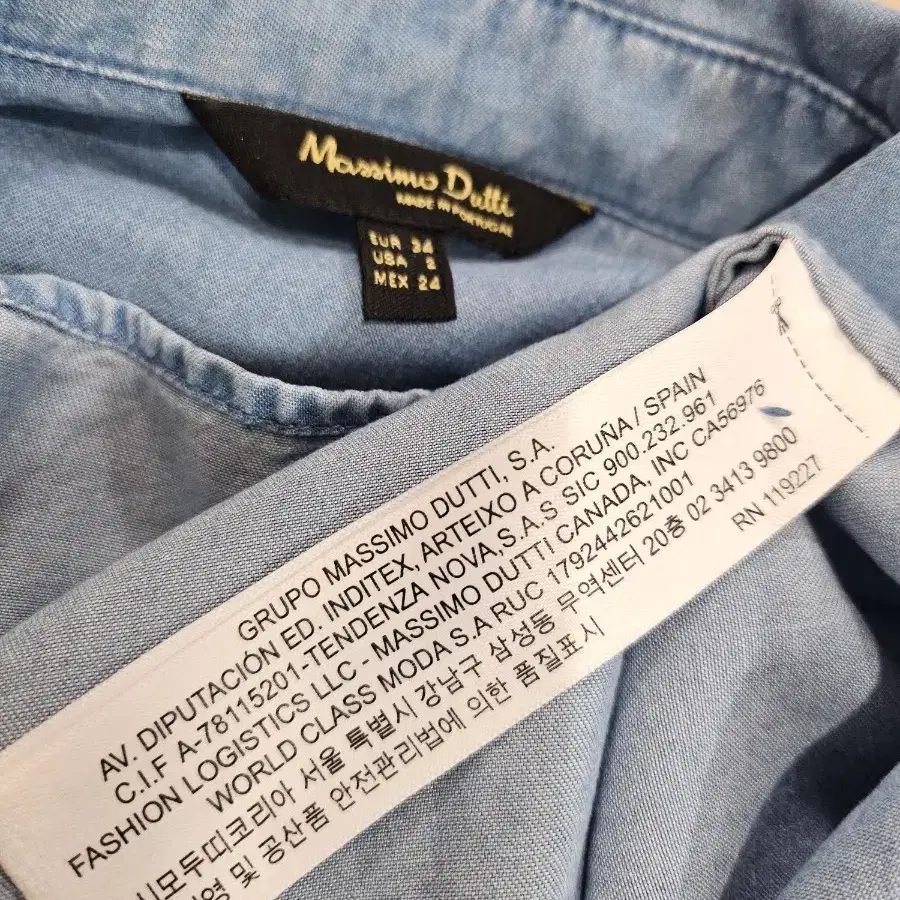 Massimo Dutti
MADE IN PORTUGAL
EUR 34
USA 2
MEX 24
GRUPO MASSIMO DUTTI, S.A.
AV. DIPUTACIÓN ED. INDITEX, ARTEIXO A CORUÑA / SPAIN
C.I.F A-78115201-TENDENZA NOVA,S.A.S SIC 900.232.961
FASHION LOGISTICS LLC - MASSIMO DUTTI CANADA, INC CA56976
WORLD CLASS MODA S.A RUC 1792442621001
시모두띠코리아 서울 특별시 강남구 삼성동 무역센터 20층 02 3413 9800
및 공산품 안전관리법에 의한 품질표시
RN 119227